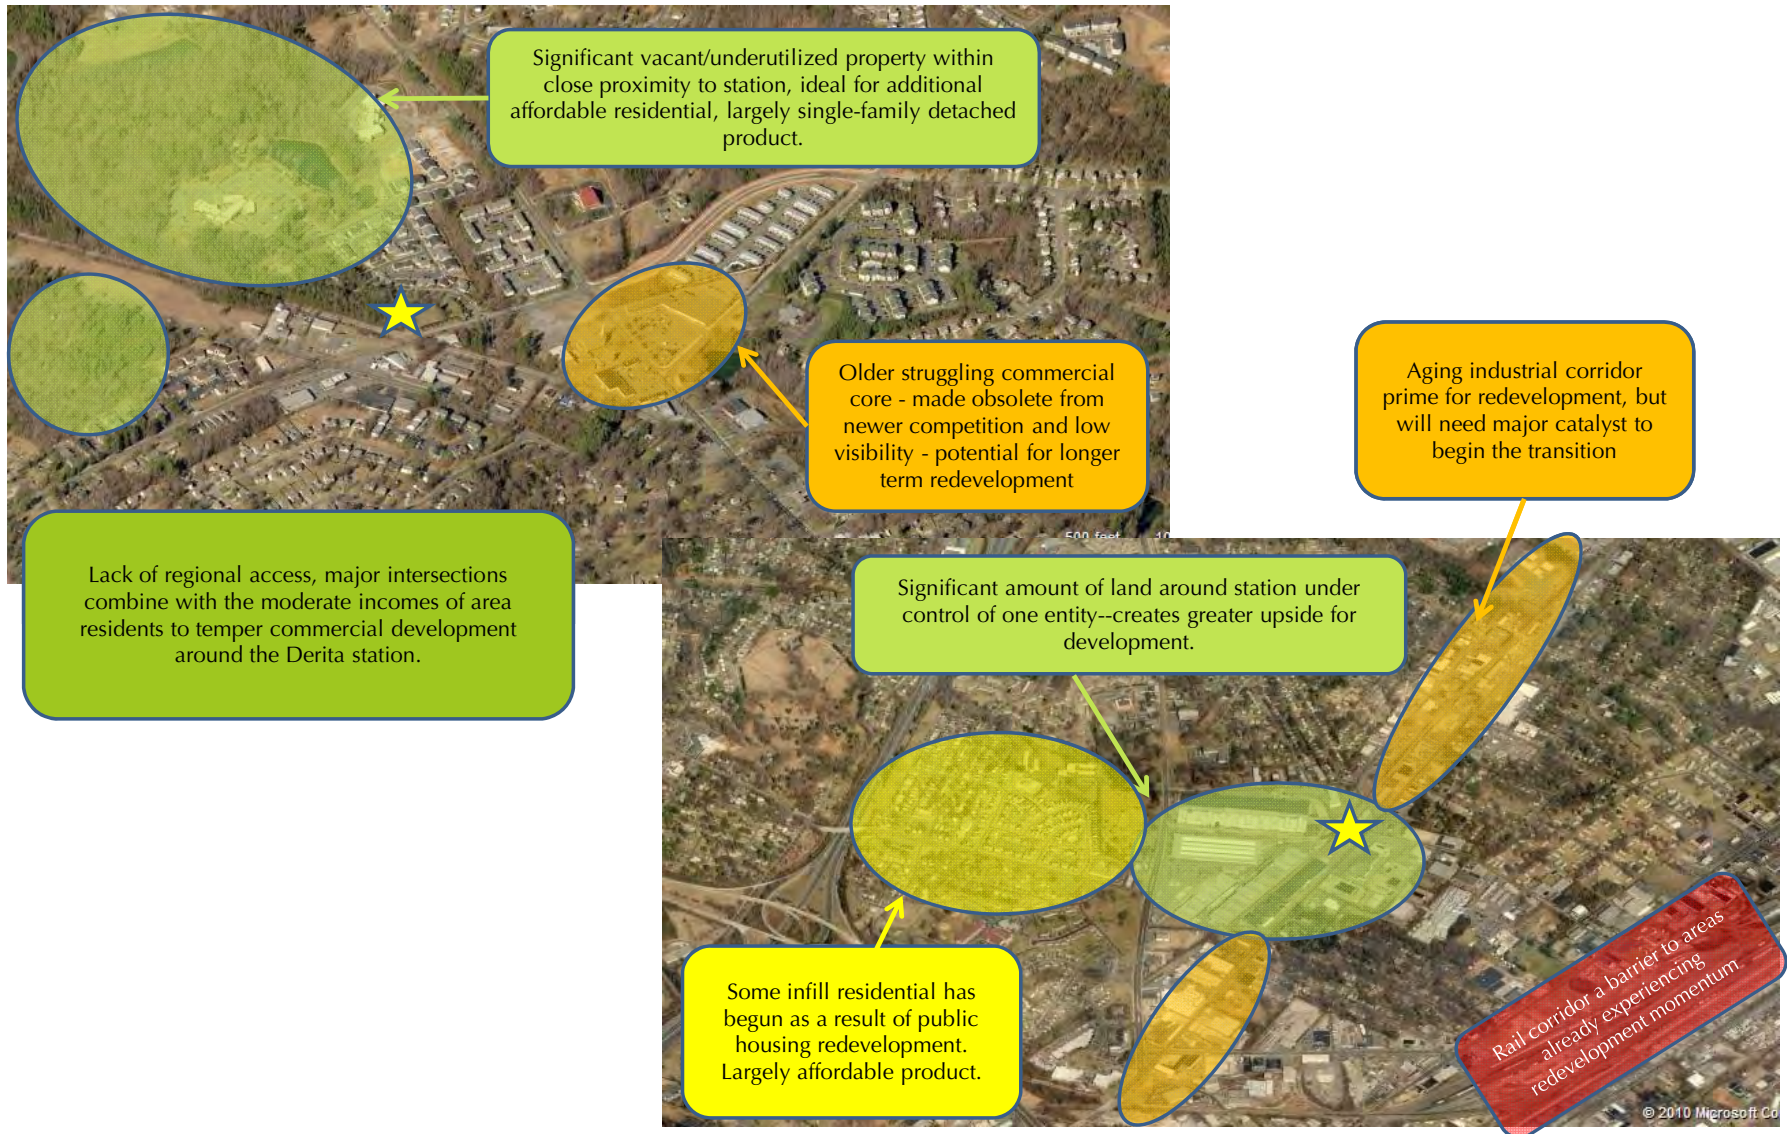 Significant vacant/underutilized property within
close proximity to station, ideal for additional
affordable residential, largely single-family detached
product.
Older struggling commercial
core - made obsolete from
newer competition and low
visibility - potential for longer
term redevelopment
Aging industrial corridor
prime for redevelopment, but
will need major catalyst to
begin the transition
Lack of regional access, major intersections
combine with the moderate incomes of area
residents to temper commercial development
around the Derita station.
500 feet 10
Significant amount of land around station under
control of one entity--creates greater upside for
development.
Some infill residential has
begun as a result of public
housing redevelopment.
Largely affordable product.
Rail corridor a barrier to areas
already experiencing
redevelopment momentum
© 2010 Microsoft Co